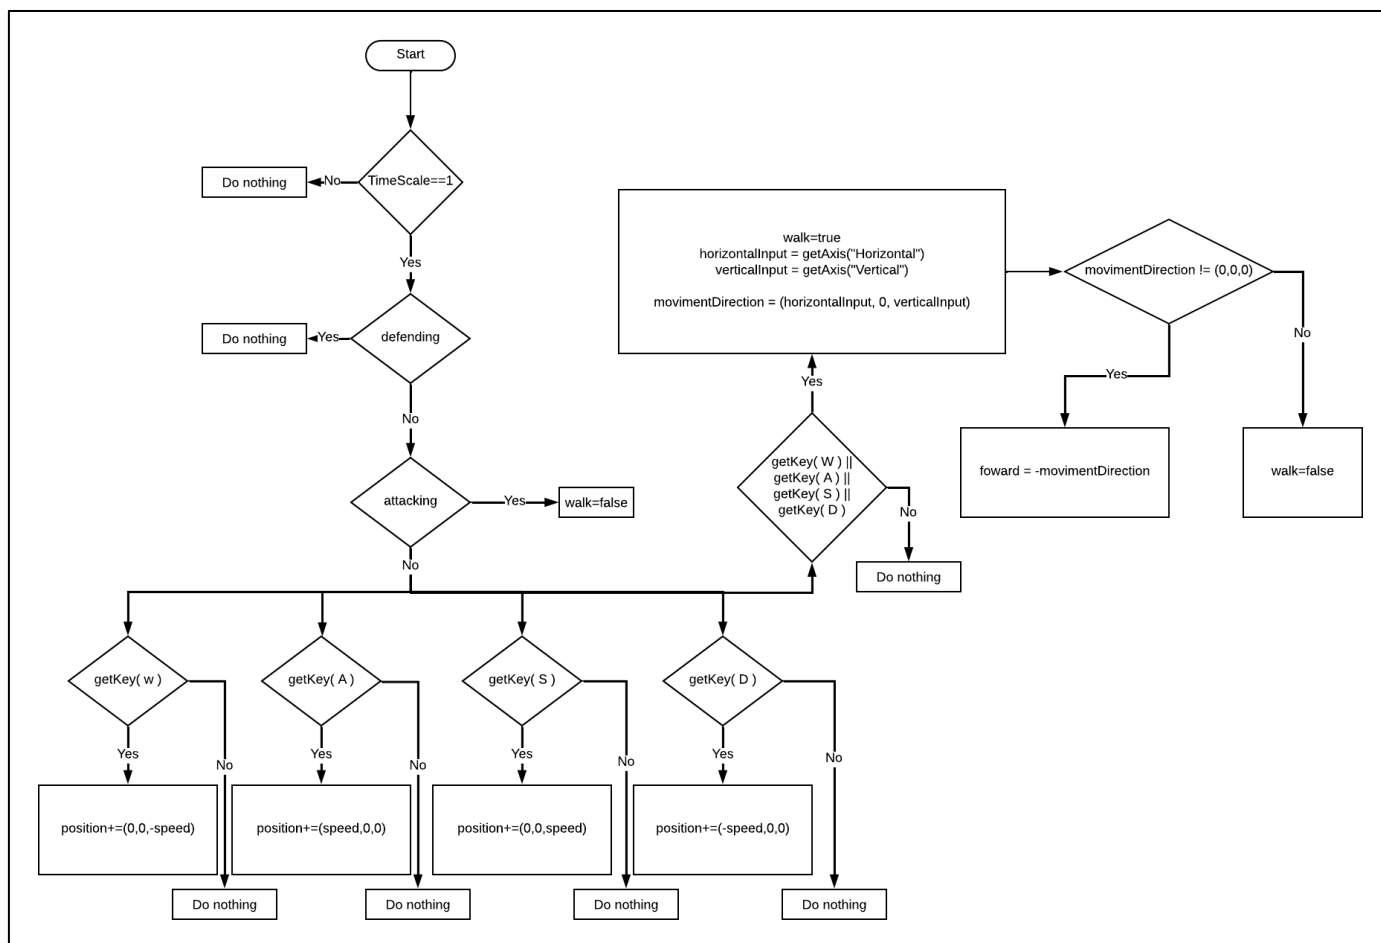 Start
TimeScale==1
No
Do nothing
Yes
defending
Yes
Do nothing
No
attacking
Yes
walk=false
No
getKey( w )
Yes
No
position+=(0,0,-speed)
Do nothing
getKey( A )
Yes
No
position+=(speed,0,0)
Do nothing
getKey( S )
Yes
No
position+=(0,0,speed)
Do nothing
getKey( D )
Yes
No
position+=(-speed,0,0)
Do nothing
getKey( W ) ||
getKey( A ) ||
getKey( S ) ||
getKey( D )
No
Do nothing
Yes
walk=true
horizontalInput = getAxis("Horizontal")
verticalInput = getAxis("Vertical")
movimentDirection = (horizontalInput, 0, verticalInput)
movimentDirection != (0,0,0)
Yes
foward = -movimentDirection
No
walk=false